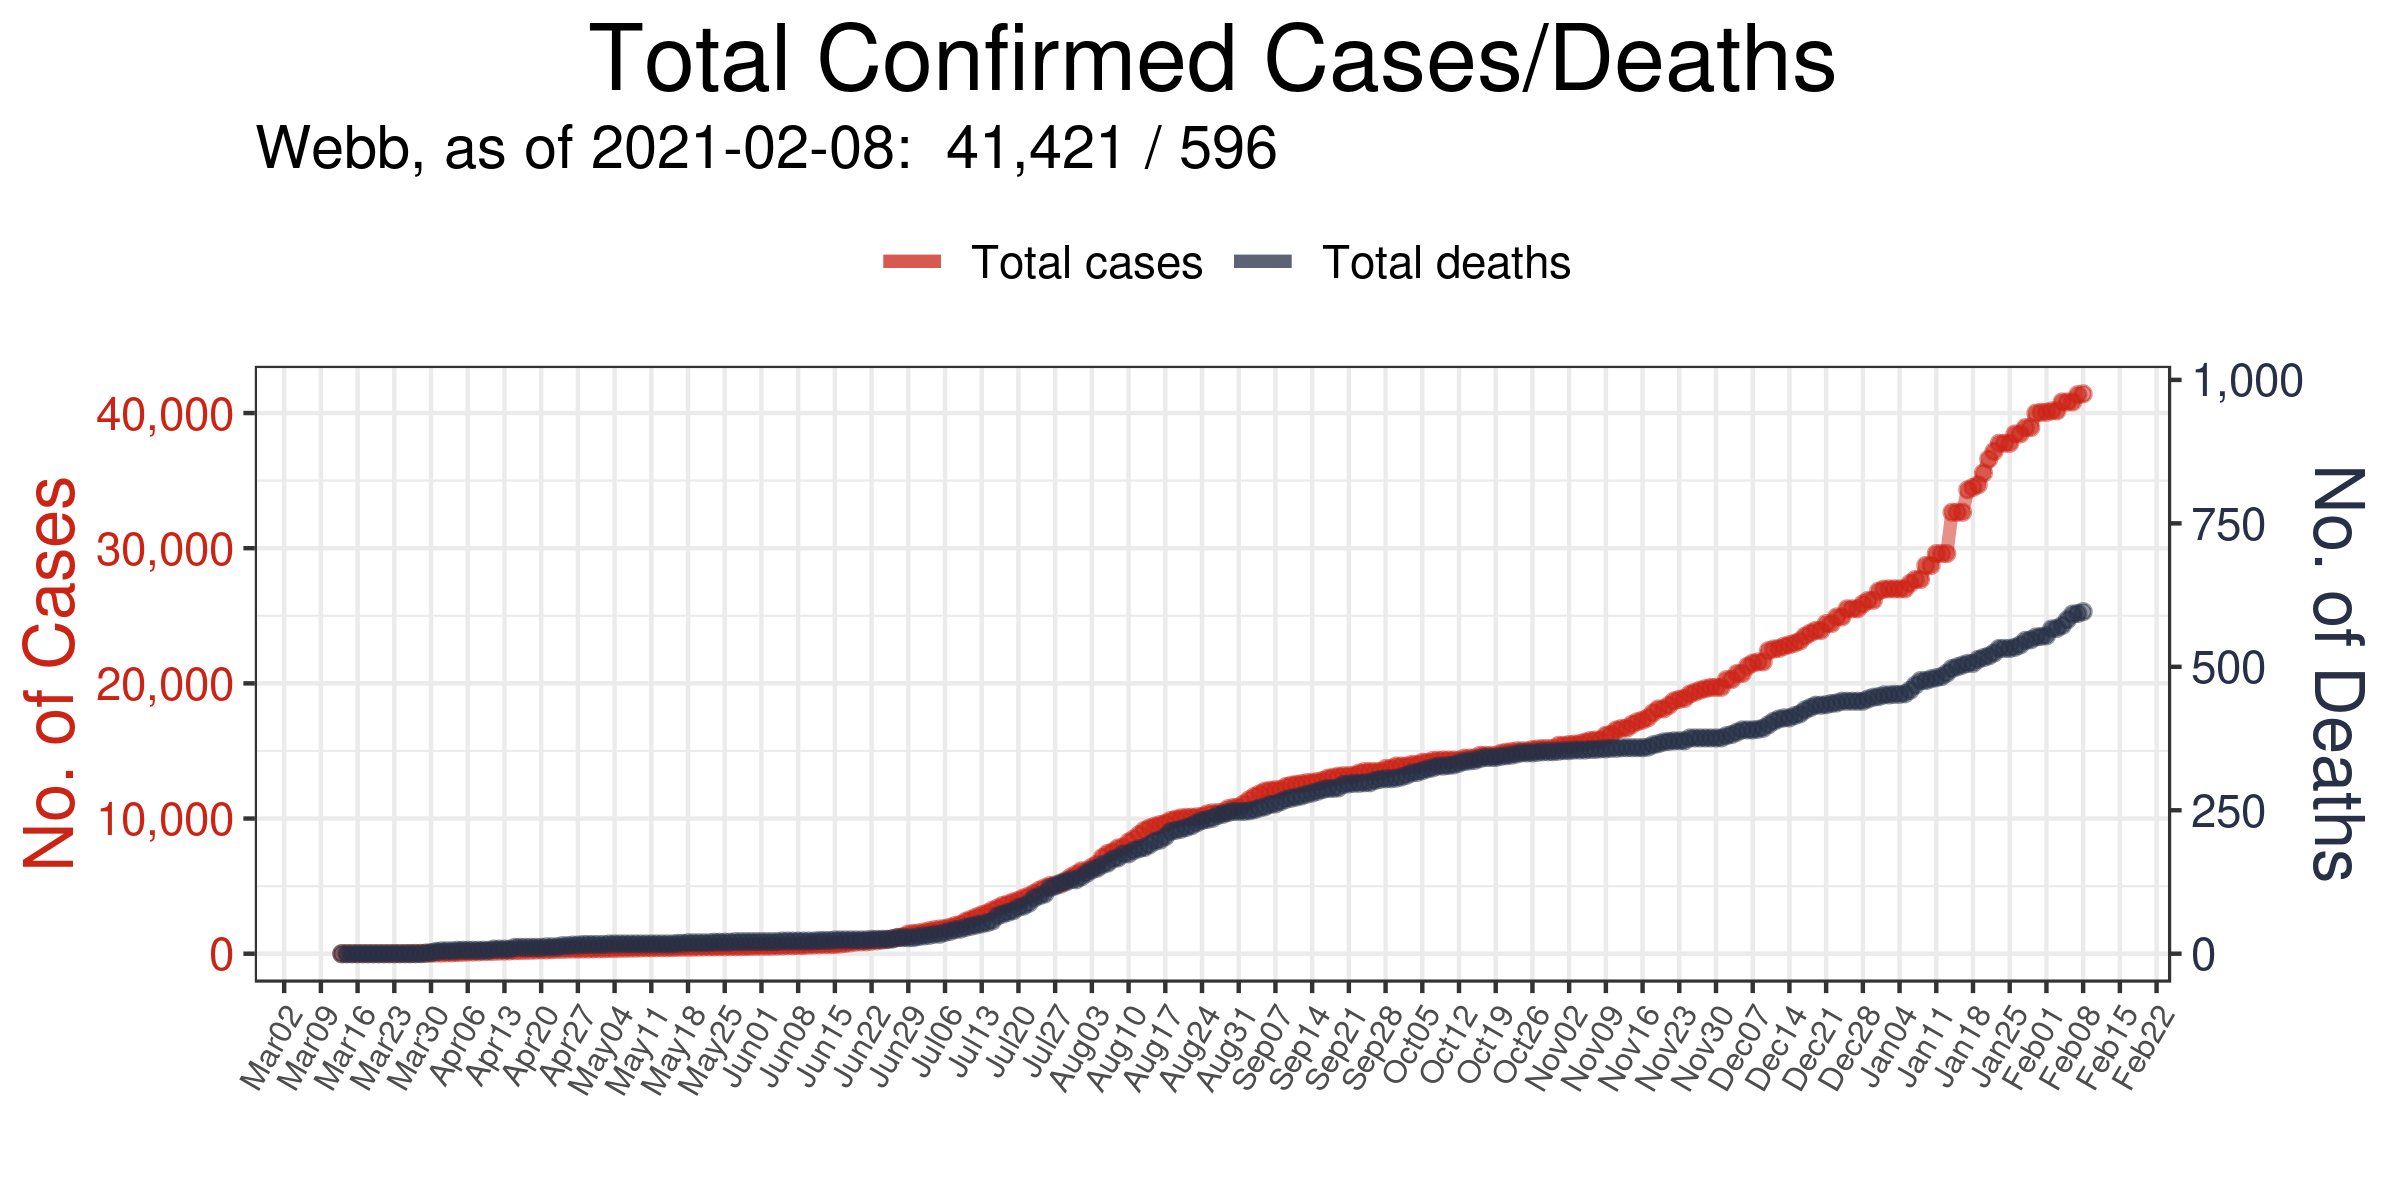 Total Confirmed Cases/Deaths
Webb, as of 2021-02-08:  41,421 / 596
Total cases
Total deaths
No. of Cases
40,000
30,000
20,000
10,000
0
1,000
750
500
250
0
No. of Deaths
Mar02
Mar09
Mar16
Mar23
Mar30
Apr06
Apr13
Apr20
Apr27
May04
May11
May18
May25
Jun01
Jun08
Jun15
Jun22
Jun29
Jul06
Jul13
Jul20
Jul27
Aug03
Aug10
Aug17
Aug24
Aug31
Sep07
Sep14
Sep21
Sep28
Oct05
Oct12
Oct19
Oct26
Nov02
Nov09
Nov16
Nov23
Nov30
Dec07
Dec14
Dec21
Dec28
Jan04
Jan11
Jan18
Jan25
Feb01
Feb08
Feb15
Feb22